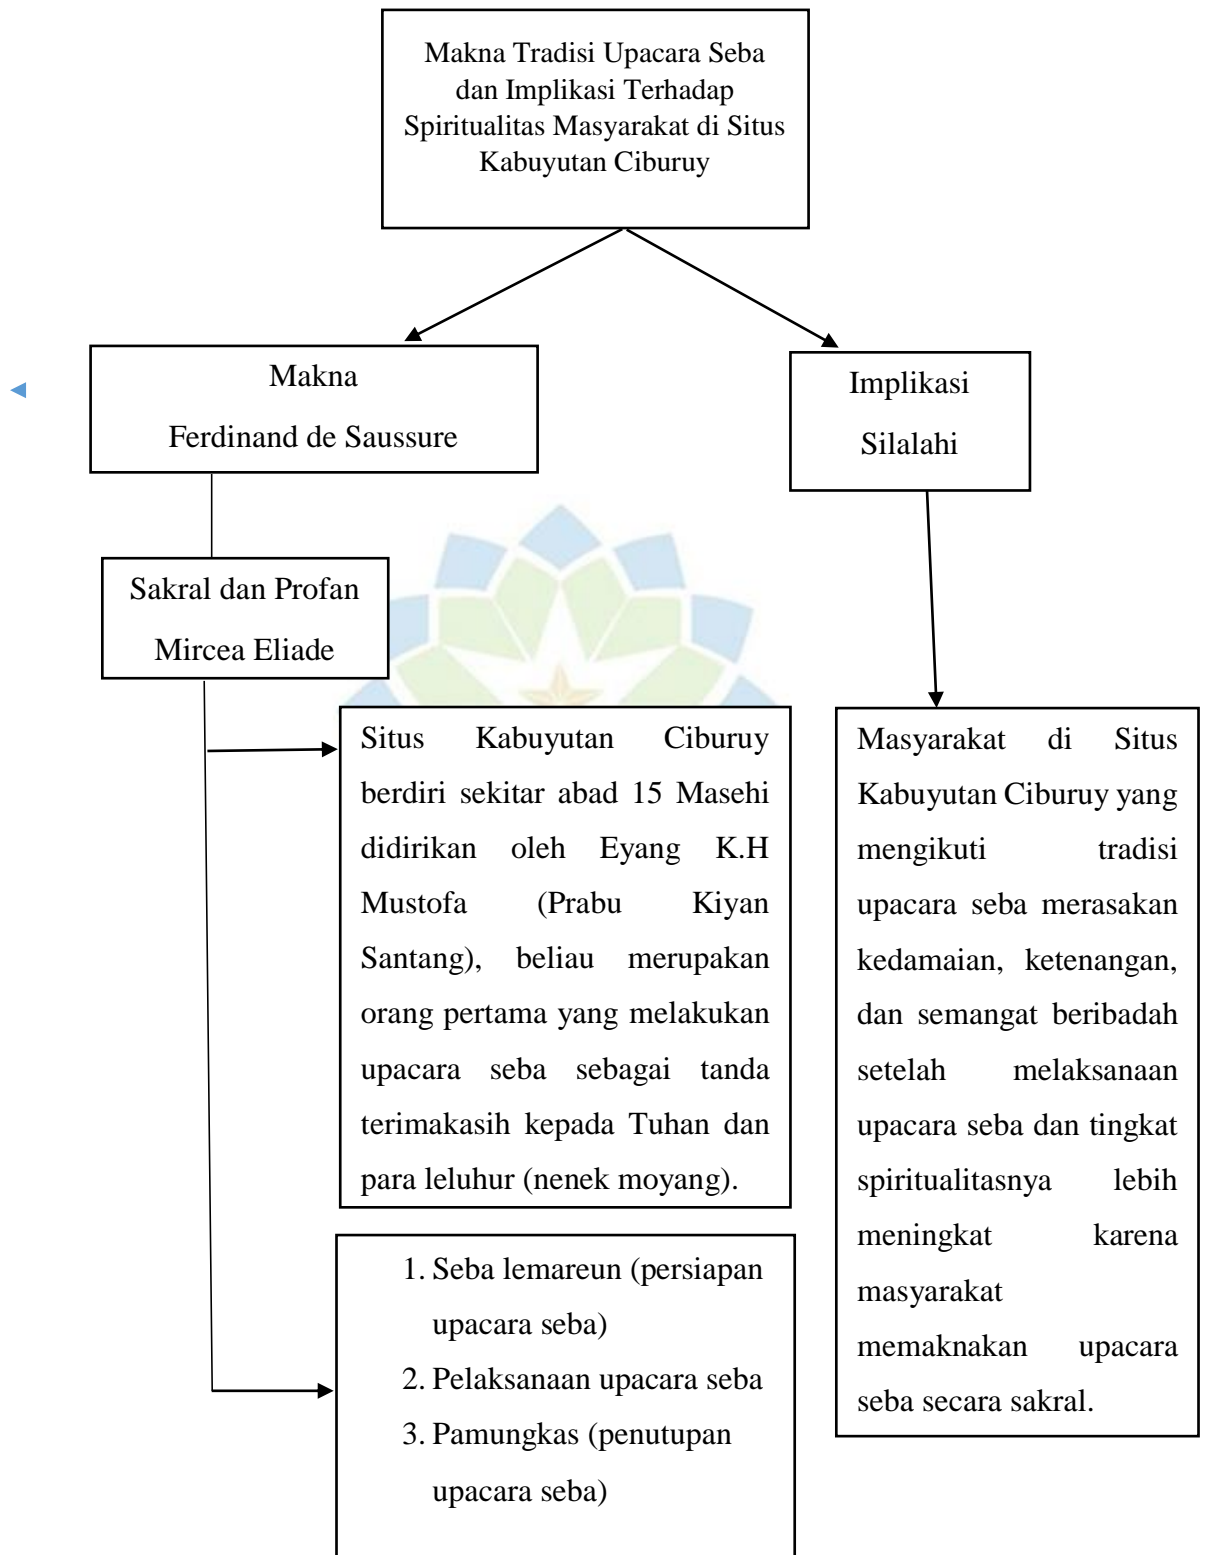 Makna Tradisi Upacara Seba
dan Implikasi Terhadap
Spiritualitas Masyarakat di Situs
Kabuyutan Ciburuy
Makna
Ferdinand de Saussure
Implikasi
Silalahi
Sakral dan Profan
Mircea Eliade
Situs Kabuyutan Ciburuy
berdiri sekitar abad 15 Masehi
didirikan oleh Eyang K.H
Mustofa (Prabu Kiyan
Santang), beliau merupakan
orang pertama yang melakukan
upacara seba sebagai tanda
terimakasih kepada Tuhan dan
para leluhur (nenek moyang).
Masyarakat di Situs
Kabuyutan Ciburuy yang
mengikuti tradisi
upacara seba merasakan
kedamaian, ketenangan,
dan semangat beribadah
setelah melaksanaan
upacara seba dan tingkat
spiritualitasnya lebih
meningkat karena
masyarakat
memaknakan upacara
seba secara sakral.
1. Seba lemareun (persiapan
upacara seba)
2. Pelaksanaan upacara seba
3. Pamungkas (penutupan
upacara seba)